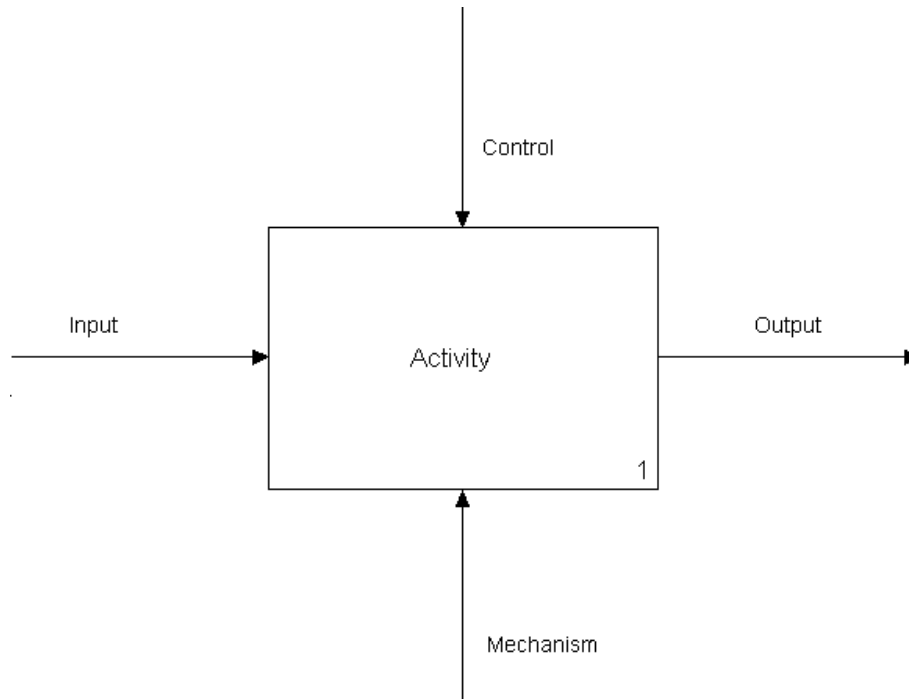 Control
Input
Output
Activity
1
Mechanism